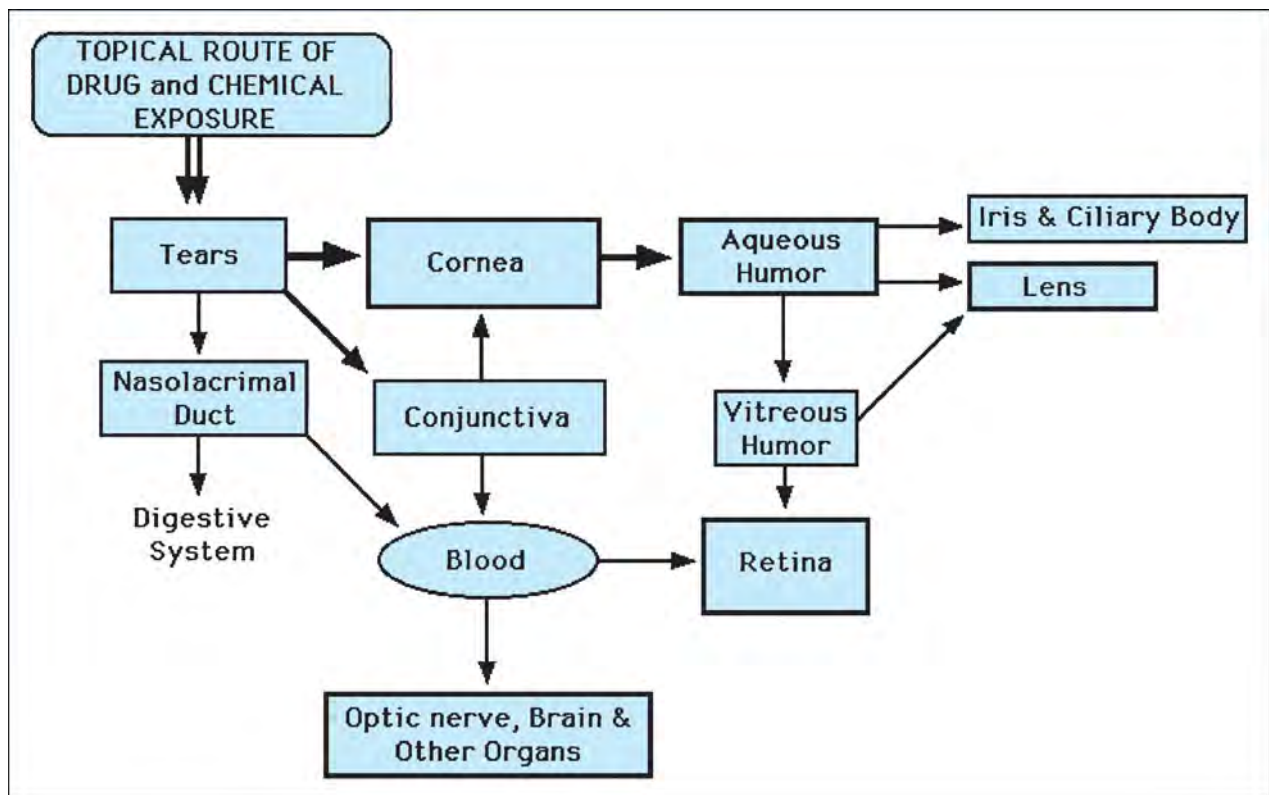 TOPICAL ROUTE OF
DRUG and CHEMICAL
EXPOSURE
Tears
Cornea
Aqueous
Humor
Iris & Ciliary Body
Lens
Nasolacrimal
Duct
Conjunctiva
Vitreous
Humor
Digestive
System
Blood
Retina
Optic nerve, Brain &
Other Organs